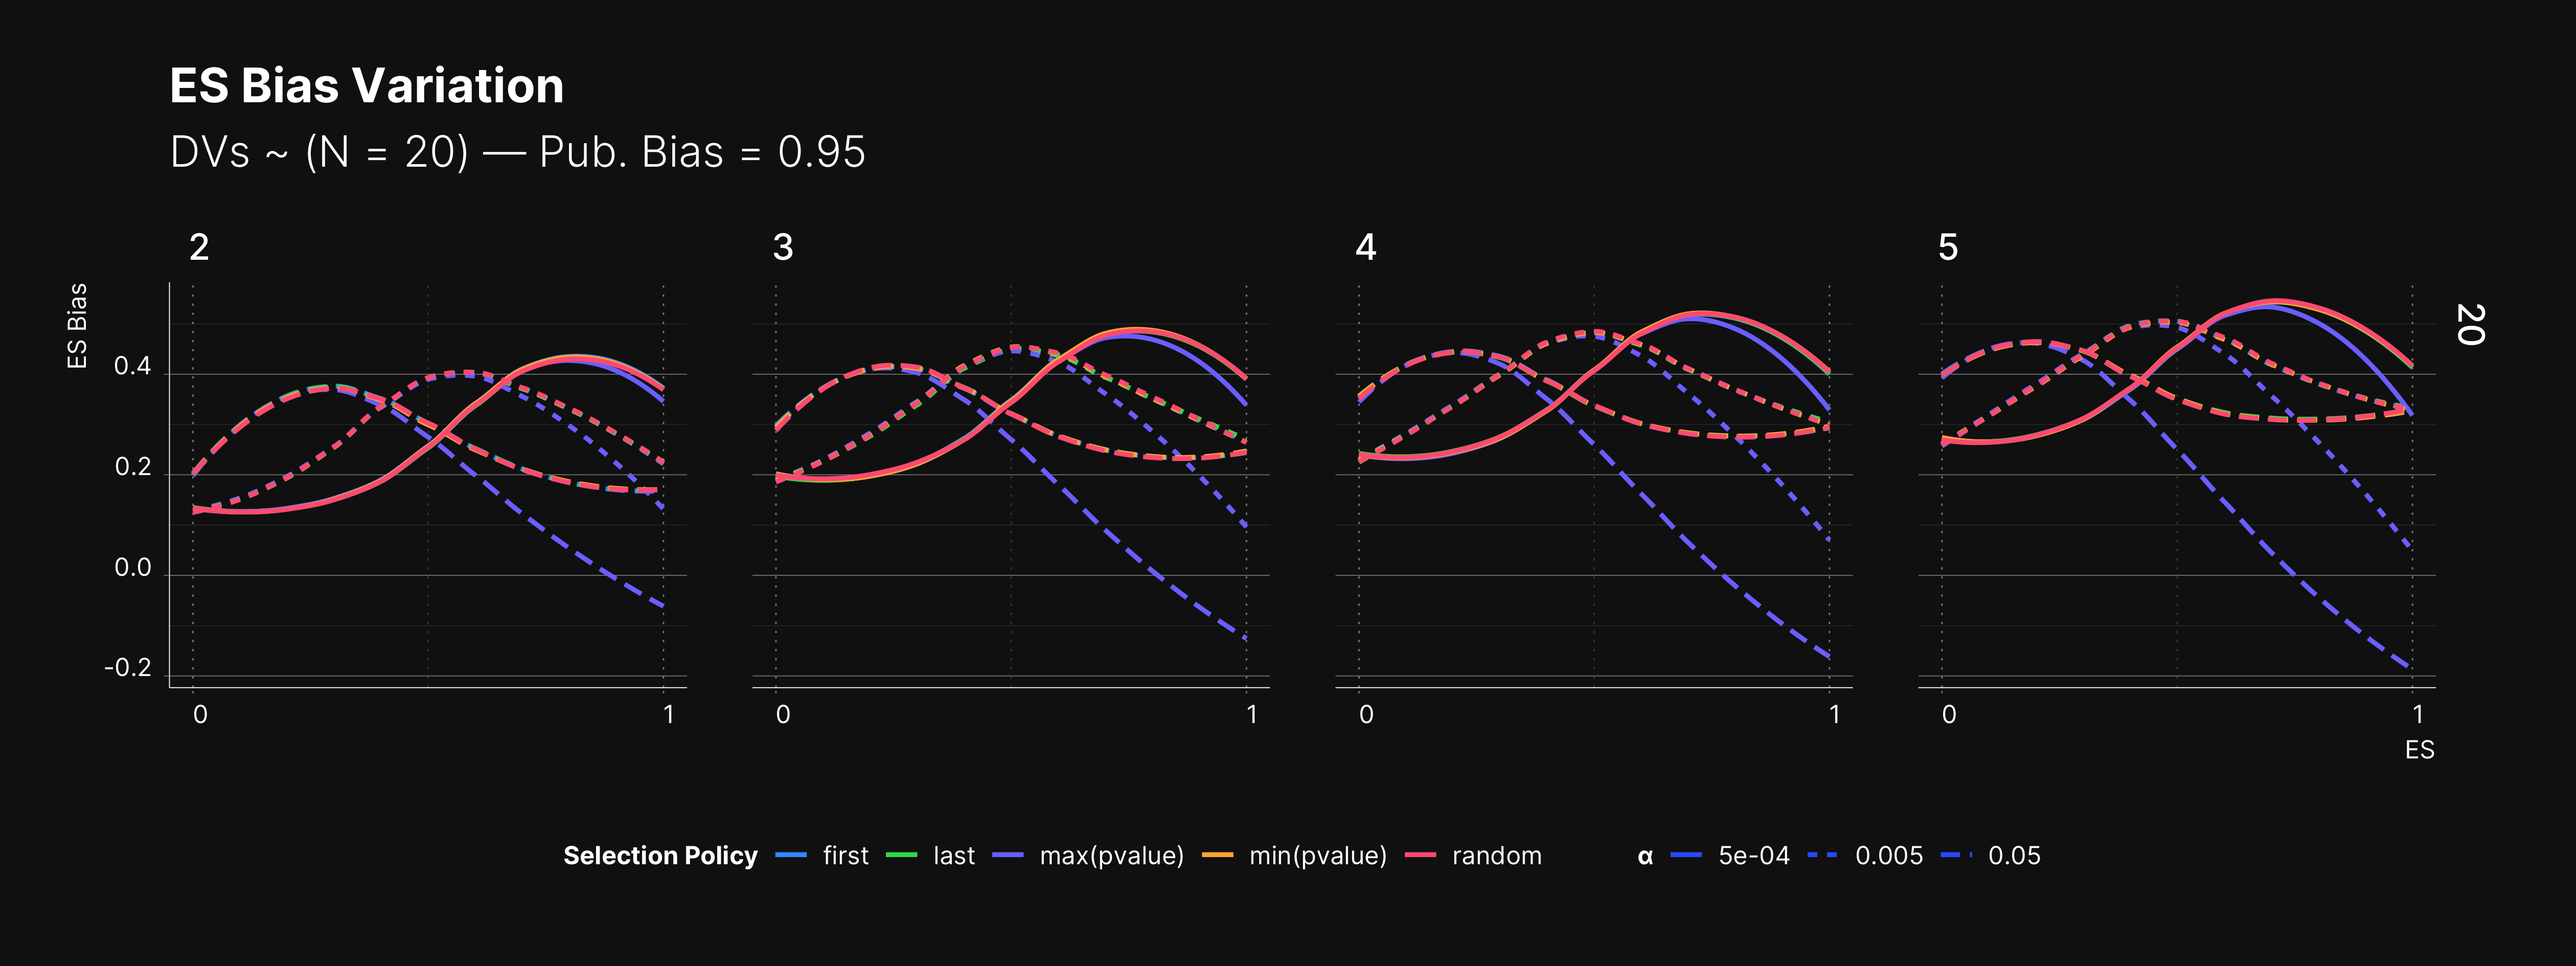 ES Bias Variation
DVs ~ (N = 20) — Pub. Bias = 0.95
2 3 4 5
20
ES Bias
0.4
0.2
0.0
-0.2
0 1 0 1 0 1 0 1
ES
Selection Policy first last max(pvalue) min(pvalue) random α 5e-04 0.005 0.05